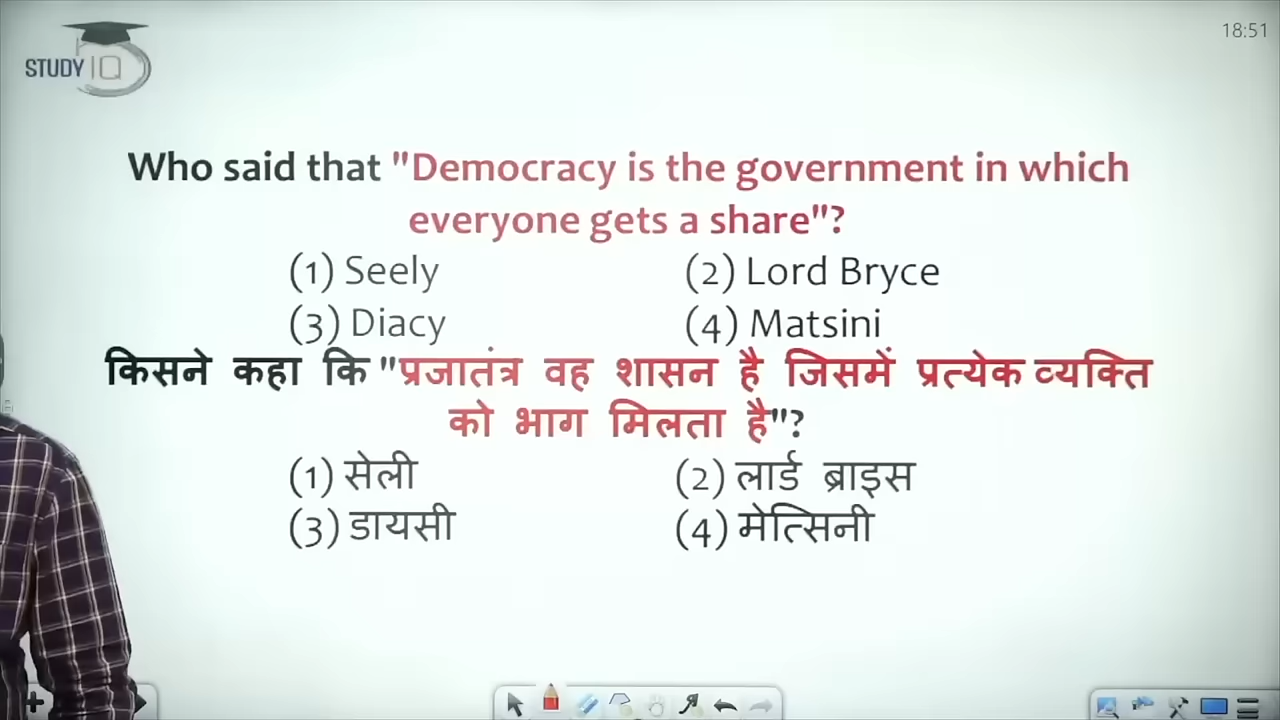 18:51
STUDY IQ
Who said that "Democracy is the government in which
everyone gets a share"?
(1) Seely (2) Lord Bryce
(3) Diacy (4) Matsini
किसने कहा कि "प्रजातंत्र वह शासन है जिसमें प्रत्येक व्यक्ति
को भाग मिलता है"?
(1) सेली (2) लार्ड ब्राइस
(3) डायसी (4) मेत्सिनी